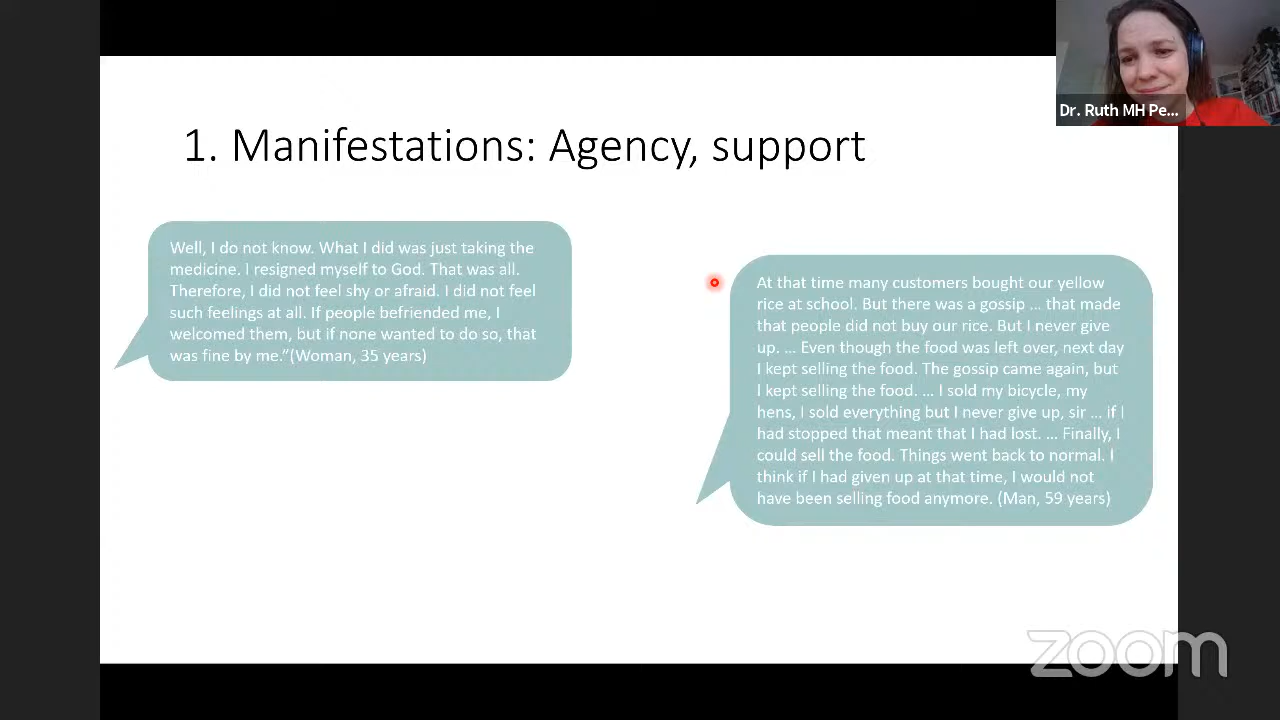 Dr. Ruth MH Pe...
1. Manifestations: Agency, support
Well, I do not know. What I did was just taking the
medicine. I resigned myself to God. That was all.
Therefore, I did not feel shy or afraid. I did not feel
such feelings at all. If people befriended me, I
welcomed them, but if none wanted to do so, that
was fine by me.”(Woman, 35 years)
At that time many customers bought our yellow
rice at school. But there was a gossip ... that made
that people did not buy our rice. But I never give
up. ... Even though the food was left over, next day
I kept selling the food. The gossip came again, but
I kept selling the food. ... I sold my bicycle, my
hens, I sold everything but I never give up, sir ... if I
had stopped that meant that I had lost. ... Finally, I
could sell the food. Things went back to normal. I
think if I had given up at that time, I would not
have been selling food anymore. (Man, 59 years)
zoom